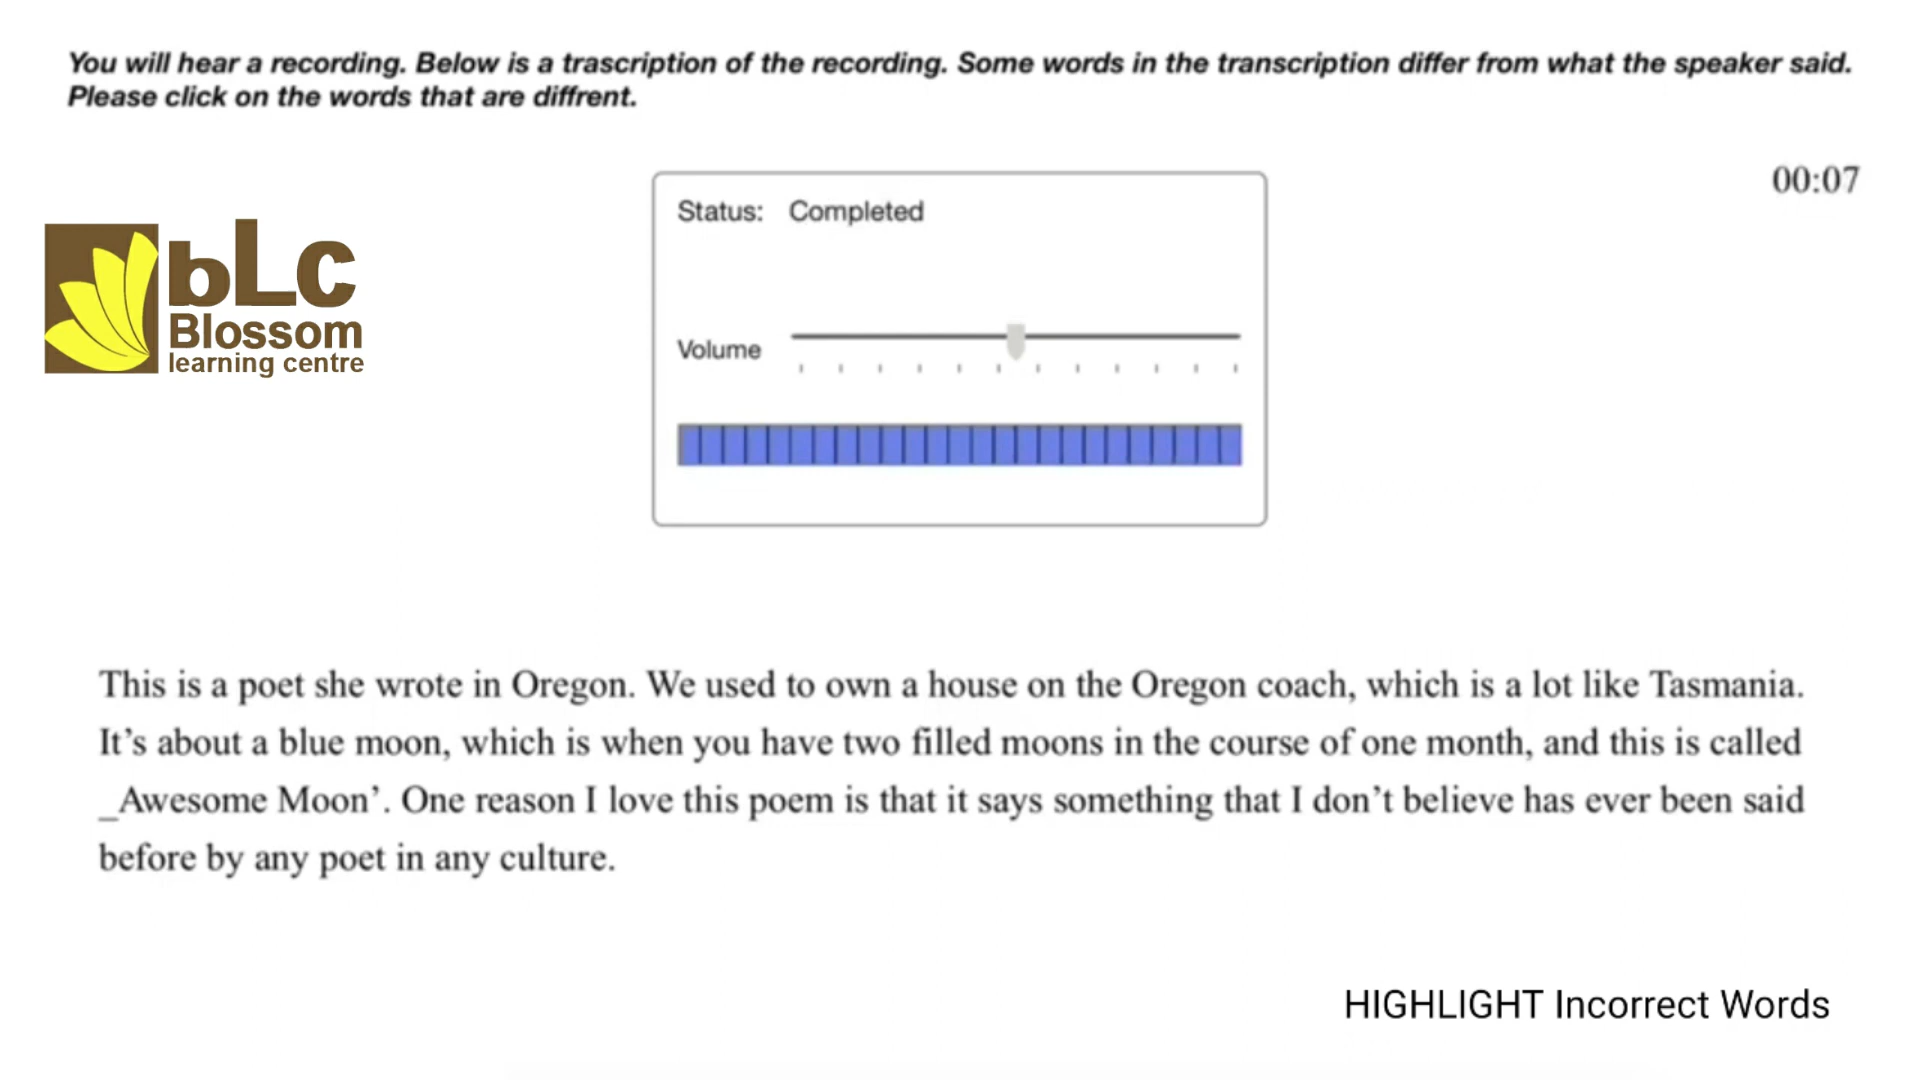 You will hear a recording. Below is a trascription of the recording. Some words in the transcription differ from what the speaker said.
Please click on the words that are diffrent.
00:07
Status: Completed
bLc
Blossom
learning centre
Volume
This is a poet she wrote in Oregon. We used to own a house on the Oregon coach, which is a lot like Tasmania.
It’s about a blue moon, which is when you have two filled moons in the course of one month, and this is called
_Awesome Moon’. One reason I love this poem is that it says something that I don’t believe has ever been said
before by any poet in any culture.
HIGHLIGHT Incorrect Words